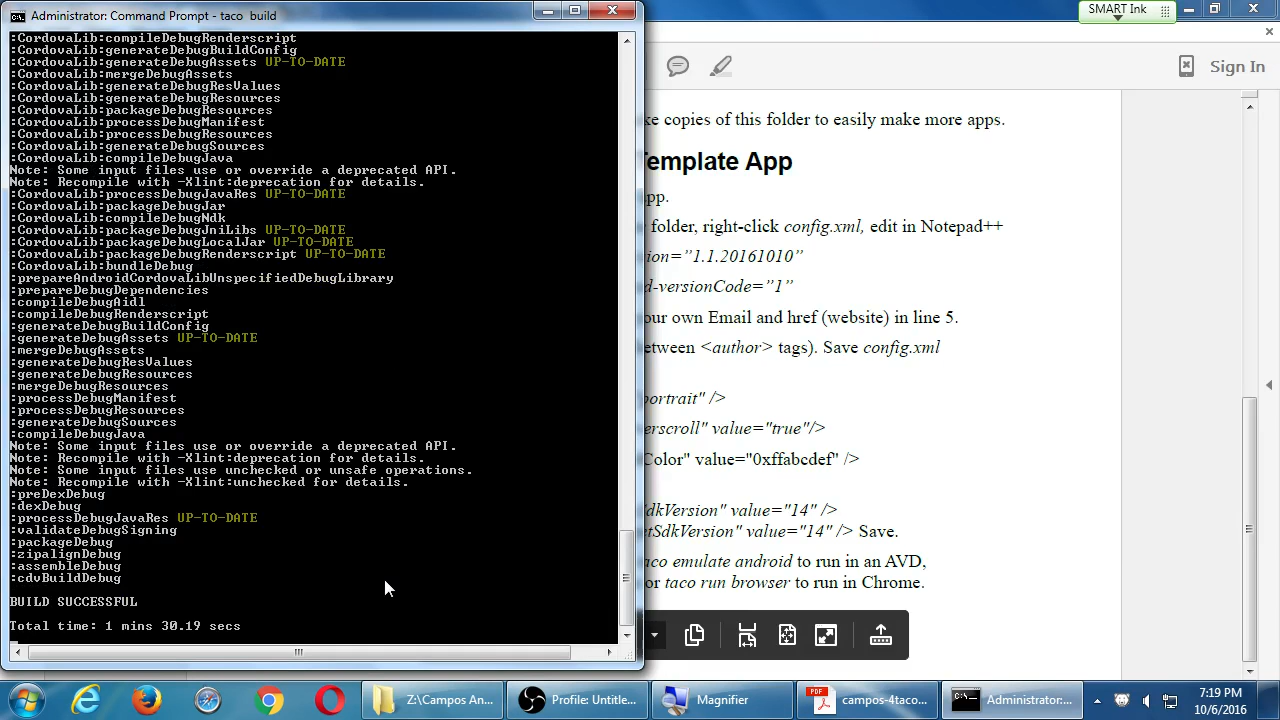 Administrator: Command Prompt - taco build
SMART Ink
:CordovaLib:compileDebugRenderscript
:CordovaLib:generateDebugBuildConfig
:CordovaLib:generateDebugAssets UP-TO-DATE
:CordovaLib:mergeDebugAssets
:CordovaLib:generateDebugResValues
:CordovaLib:generateDebugResources
:CordovaLib:packageDebugResources
:CordovaLib:processDebugManifest
:CordovaLib:processDebugResources
:CordovaLib:generateDebugSources
:CordovaLib:compileDebugJava
Note: Some input files use or override a deprecated API.
Note: Recompile with -Xlint:deprecation for details.
:CordovaLib:processDebugJavaRes UP-TO-DATE
:CordovaLib:packageDebugJar
:CordovaLib:compileDebugNdk
:CordovaLib:packageDebugJniLibs UP-TO-DATE
:CordovaLib:packageDebugLocalJar UP-TO-DATE
:CordovaLib:packageDebugRenderscript UP-TO-DATE
:CordovaLib:bundleDebug
:prepareAndroidCordovaLibUnspecifiedDebugLibrary
:prepareDebugDependencies
:compileDebugAidl
:compileDebugRenderscript
:generateDebugBuildConfig
:generateDebugAssets UP-TO-DATE
:mergeDebugAssets
:generateDebugResValues
:generateDebugResources
:mergeDebugResources
:processDebugManifest
:processDebugResources
:generateDebugSources
:compileDebugJava
Note: Some input files use or override a deprecated API.
Note: Recompile with -Xlint:deprecation for details.
Note: Some input files use unchecked or unsafe operations.
Note: Recompile with -Xlint:unchecked for details.
:preDexDebug
:dexDebug
:processDebugJavaRes UP-TO-DATE
:validateDebugSigning
:packageDebug
:zipalignDebug
:assembleDebug
:cdvBuildDebug
BUILD SUCCESSFUL
Total time: 1 mins 30.19 secs
Sign In
ke copies of this folder to easily make more apps.
Template App
pp.
folder, right-click config.xml, edit in Notepad++
ion="1.1.20161010"
d-versionCode="1"
our own Email and href (website) in line 5.
etween <author> tags). Save config.xml
portrait" />
erscroll" value="true"/>
Color" value="0xffabcdef" />
SdkVersion" value="14" />
etSdkVersion" value="14" /> Save.
aco emulate android to run in an AVD,
or taco run browser to run in Chrome.
Z:\Campos An...
Profile: Untitle...
Magnifier
campos-4taco...
Administrator:...
7:19 PM
10/6/2016